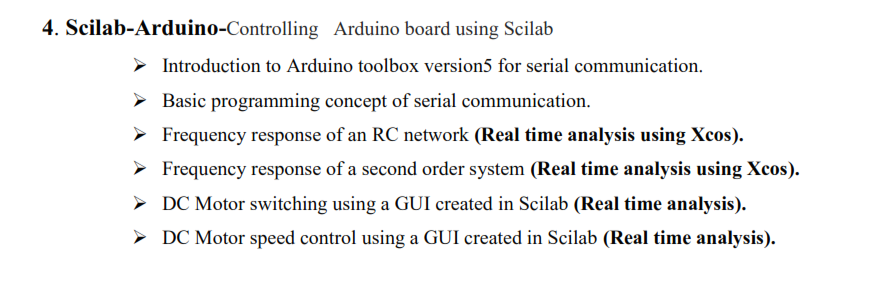 4. Scilab-Arduino-Controlling Arduino board using Scilab
➢ Introduction to Arduino toolbox version5 for serial communication.
➢ Basic programming concept of serial communication.
➢ Frequency response of an RC network (Real time analysis using Xcos).
➢ Frequency response of a second order system (Real time analysis using Xcos).
➢ DC Motor switching using a GUI created in Scilab (Real time analysis).
➢ DC Motor speed control using a GUI created in Scilab (Real time analysis).